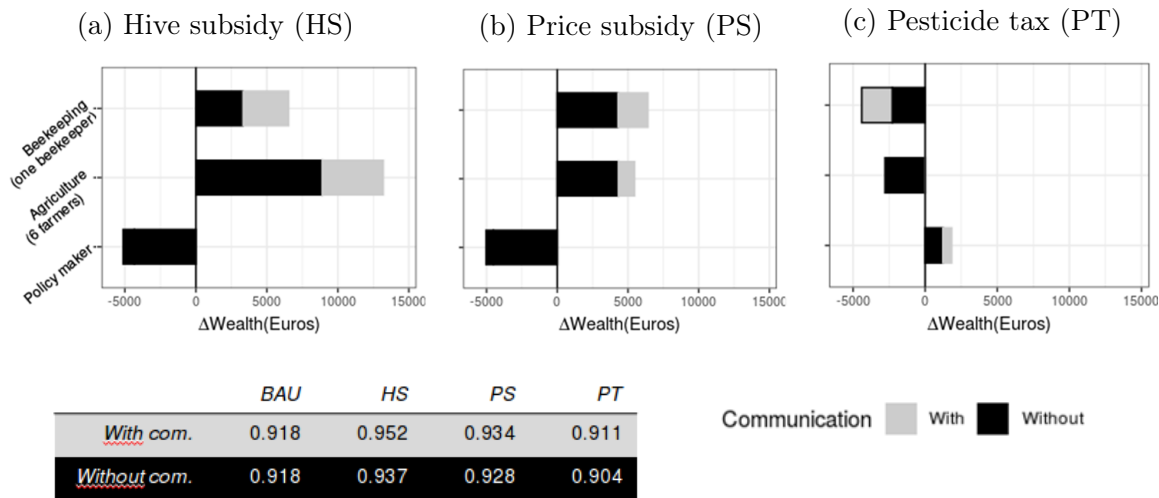 (a) Hive subsidy (HS)
(b) Price subsidy (PS)
(c) Pesticide tax (PT)
Beekeeping
(one beekeeper)
Agriculture
(6 farmers)
Policy maker
-5000 0 5000 10000 15000
ΔWealth(Euros)
-5000 0 5000 10000 15000
ΔWealth(Euros)
-5000 0 5000 10000 15000
ΔWealth(Euros)
BAU HS PS PT
With com. 0.918 0.952 0.934 0.911
Without com. 0.918 0.937 0.928 0.904
Communication With Without